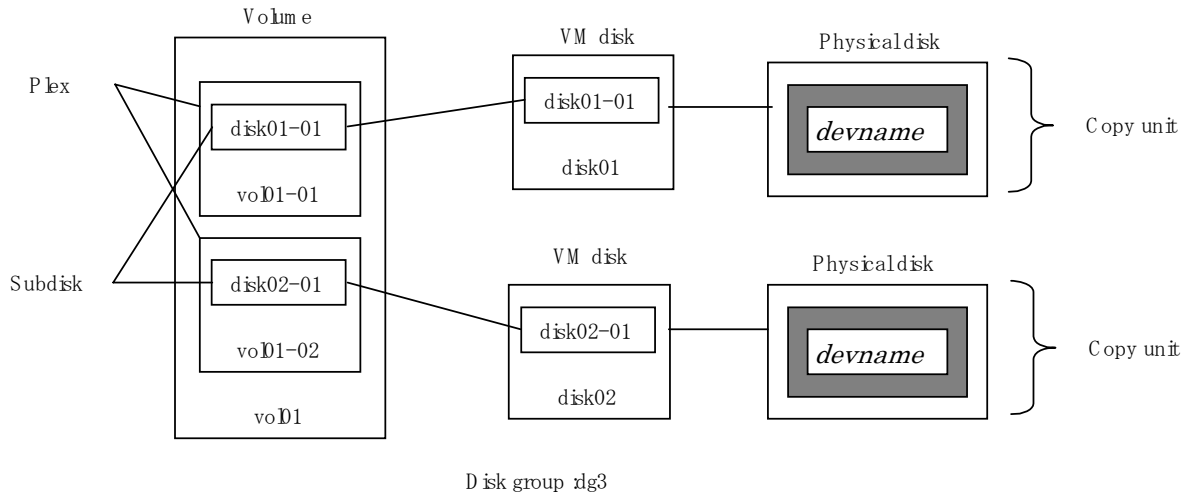 Volume
VM disk
Physical disk
Plex
disk01-01
disk01-01
devname
Copy unit
vol01-01
disk01
VM disk
Physical disk
Subdisk
disk02-01
disk02-01
devname
Copy unit
vol01-02
disk02
vol01
Disk group :dg3